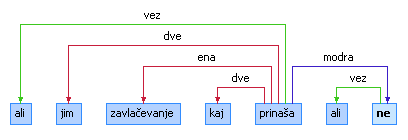 vez
dve
ena modra
dve vez
ali jim zavlačevanje kaj prinaša ali ne